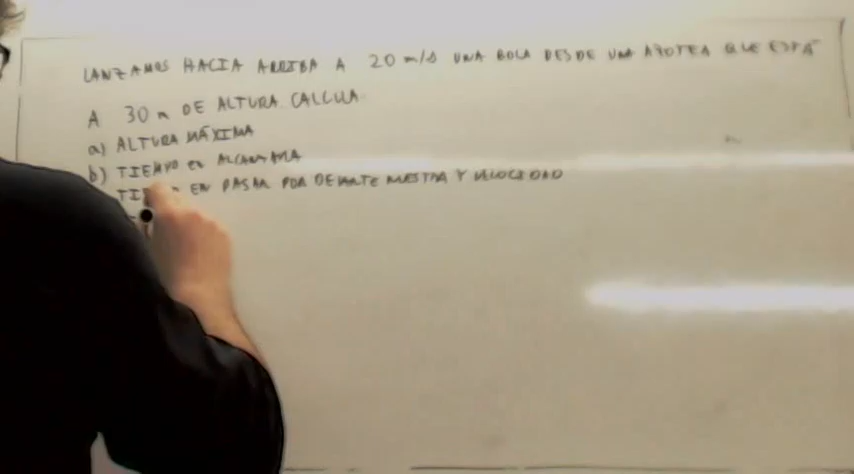 LANZAMOS HACIA ARRIBA A 20 m/s UNA BOLA DESDE UNA AZOTEA QUE ESTÁ
A 30 m DE ALTURA CALCULA
a) ALTURA MÁXIMA
b) TIEMPO en ALCANZARLA
EN PASAR POR DELANTE NUESTRA Y VELOCIDAD